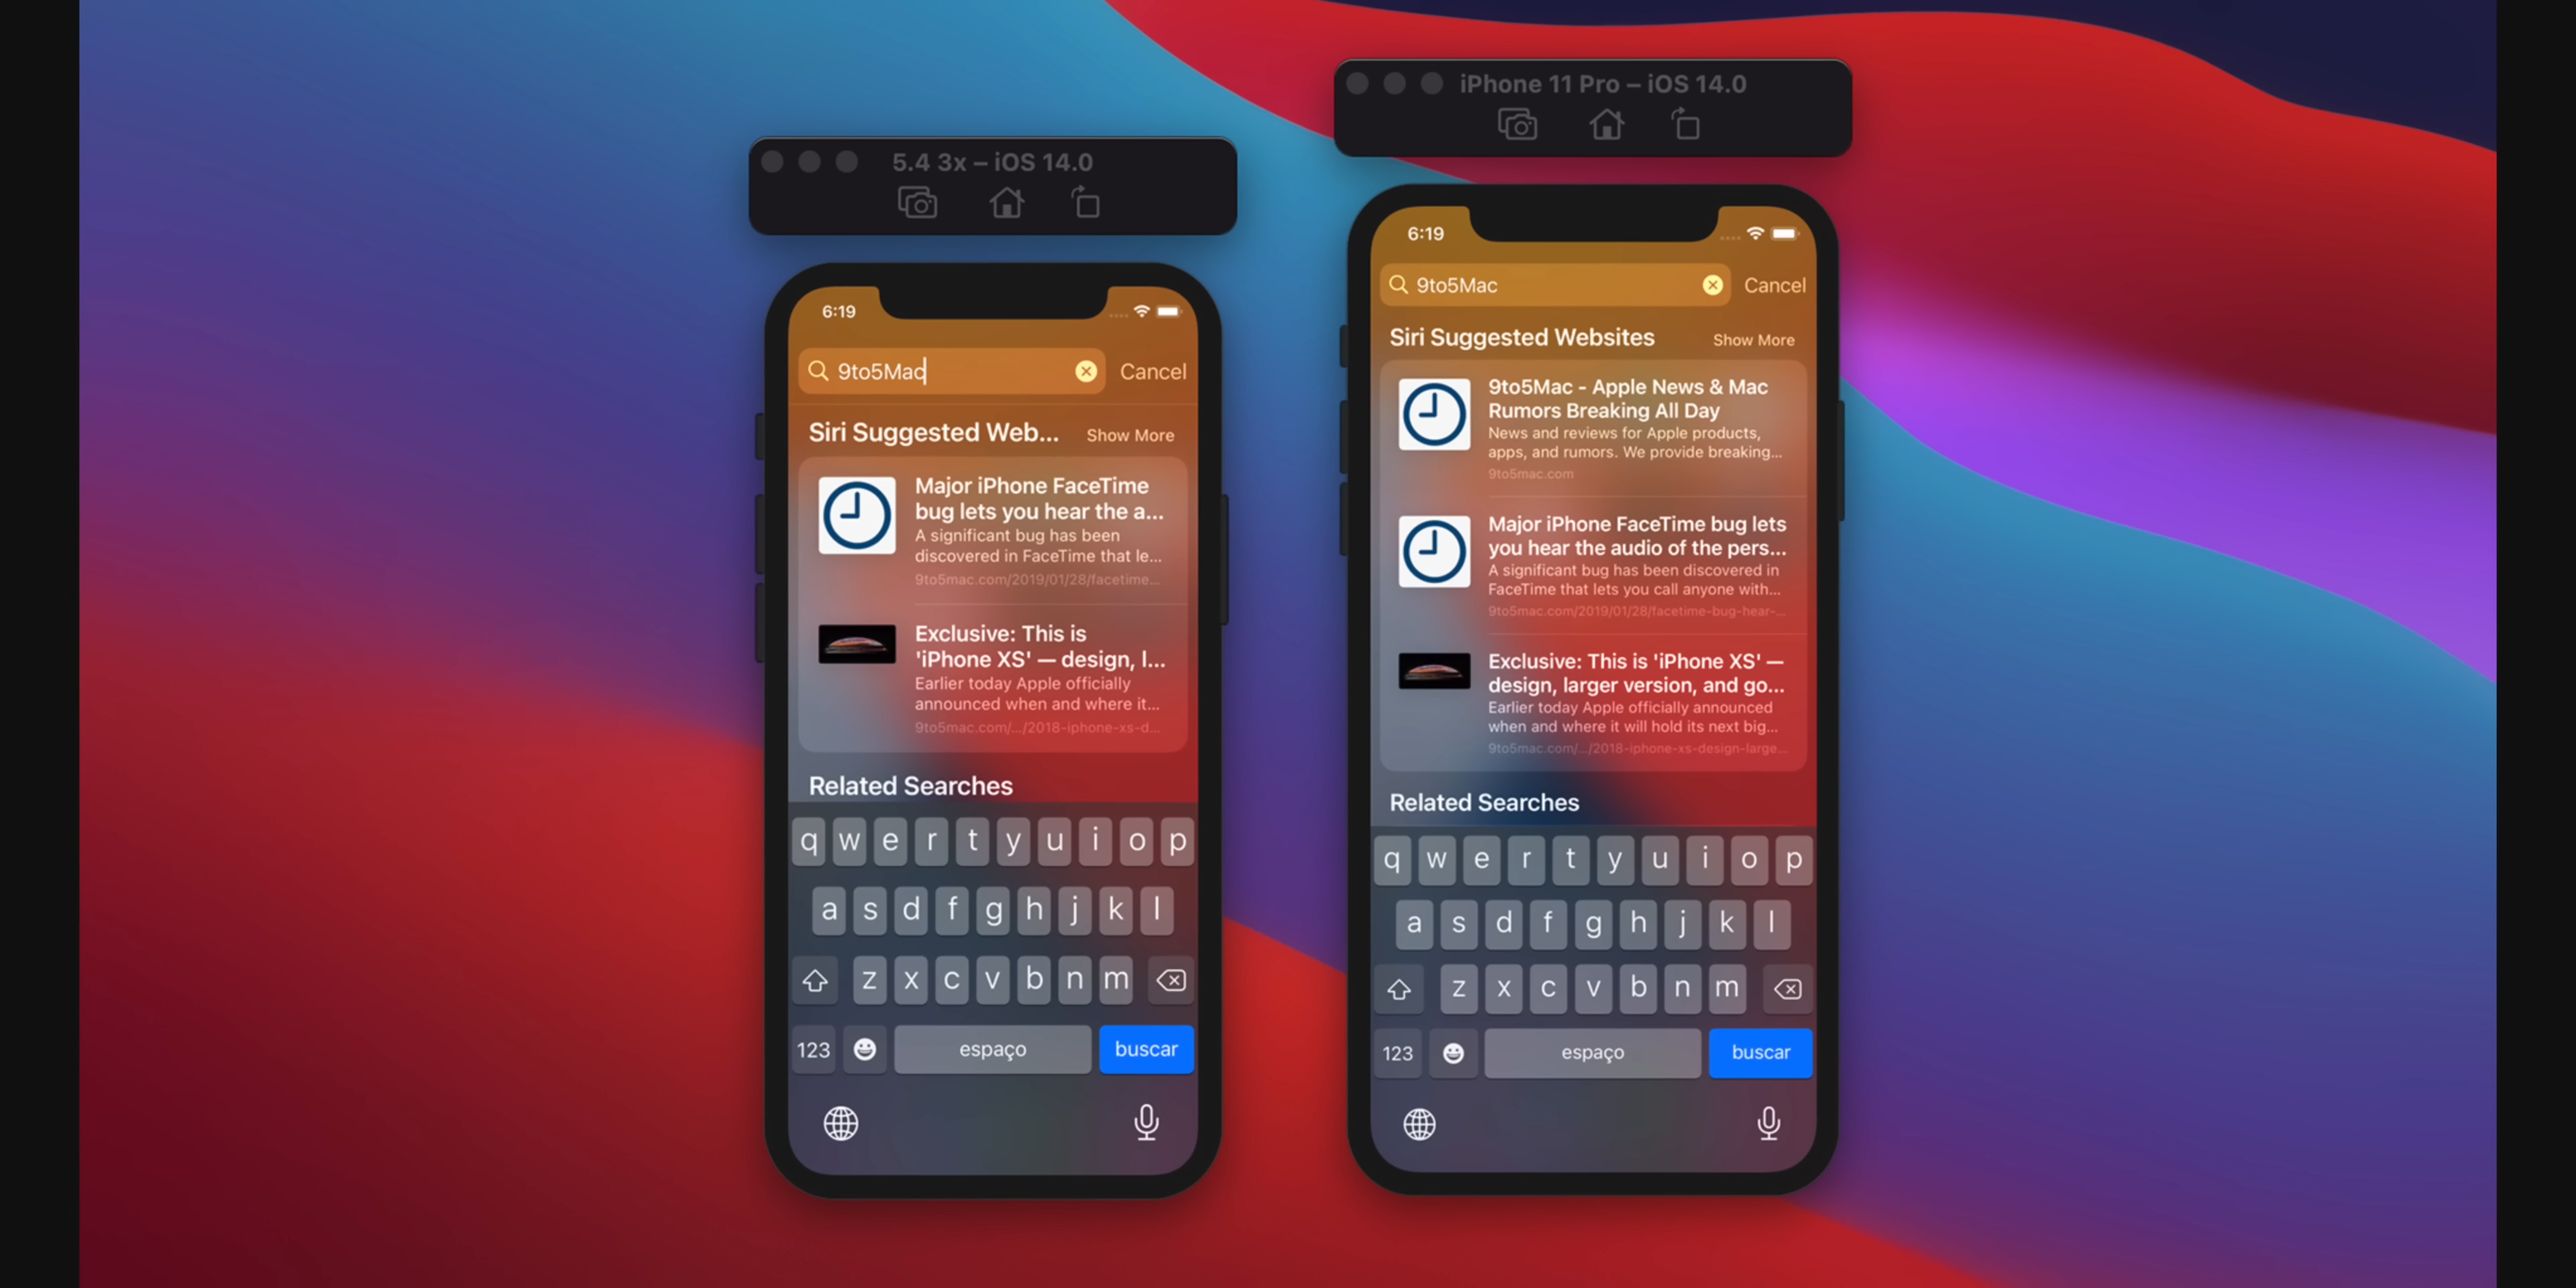 5.4 3x – iOS 14.0
6:19
9to5Mac
Cancel
Siri Suggested Web...
Show More
Major iPhone FaceTime
bug lets you hear the a...
A significant bug has been
discovered in FaceTime that le...
9to5mac.com/2019/01/28/facetime...
Exclusive: This is
'iPhone XS' — design, l...
Earlier today Apple officially
announced when and where it...
9to5mac.com/.../2018-iphone-xs-d...
Related Searches
q w e r t y u i o p
a s d f g h j k l
z x c v b n m
123 espaço buscar
iPhone 11 Pro – iOS 14.0
6:19
9to5Mac
Cancel
Siri Suggested Websites
Show More
9to5Mac - Apple News & Mac
Rumors Breaking All Day
News and reviews for Apple products,
apps, and rumors. We provide breaking...
9to5mac.com
Major iPhone FaceTime bug lets
you hear the audio of the pers...
A significant bug has been discovered in
FaceTime that lets you call anyone with...
9to5mac.com/2019/01/28/facetime-bug-hear-...
Exclusive: This is 'iPhone XS' —
design, larger version, and go...
Earlier today Apple officially announced
when and where it will hold its next big...
9to5mac.com/.../2018-iphone-xs-design-large...
Related Searches
q w e r t y u i o p
a s d f g h j k l
z x c v b n m
123 espaço buscar